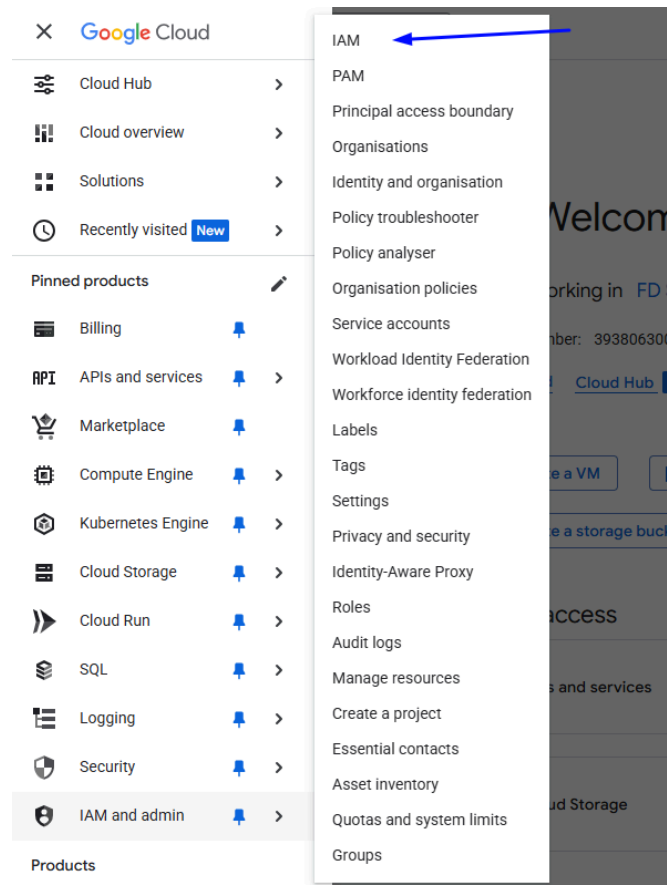 Google Cloud
Cloud Hub
Cloud overview
Solutions
Recently visited New
Pinned products
Billing
API APIs and services
Marketplace
Compute Engine
Kubernetes Engine
Cloud Storage
Cloud Run
SQL
Logging
Security
IAM and admin
Products
IAM
PAM
Principal access boundary
Organisations
Identity and organisation
Policy troubleshooter
Policy analyser
Organisation policies
Service accounts
Workload Identity Federation
Workforce identity federation
Labels
Tags
Settings
Privacy and security
Identity-Aware Proxy
Roles
Audit logs
Manage resources
Create a project
Essential contacts
Asset inventory
Quotas and system limits
Groups
Welcom
orking in FD
nber: 39380630
Cloud Hub
e a VM
e a storage buc
access
s and services
ud Storage